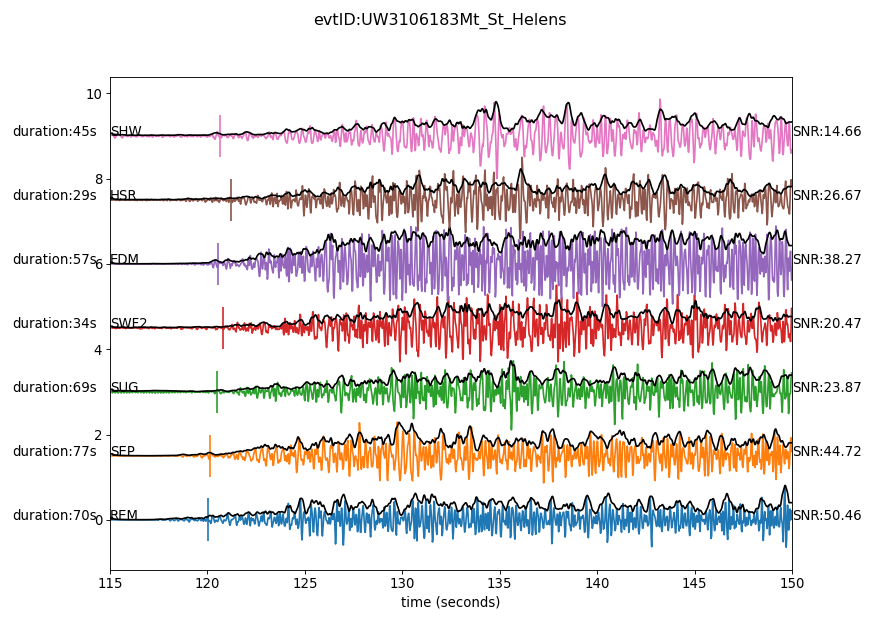 evtID:UW3106183Mt_St_Helens
10
duration:45s SHW SNR:14.66
8
duration:29s HSR SNR:26.67
duration:57s EDM SNR:38.27
6
duration:34s SWF2 SNR:20.47
4
duration:69s SUG SNR:23.87
2
duration:77s SEP SNR:44.72
duration:70s REM SNR:50.46
0
115 120 125 130 135 140 145 150
time (seconds)